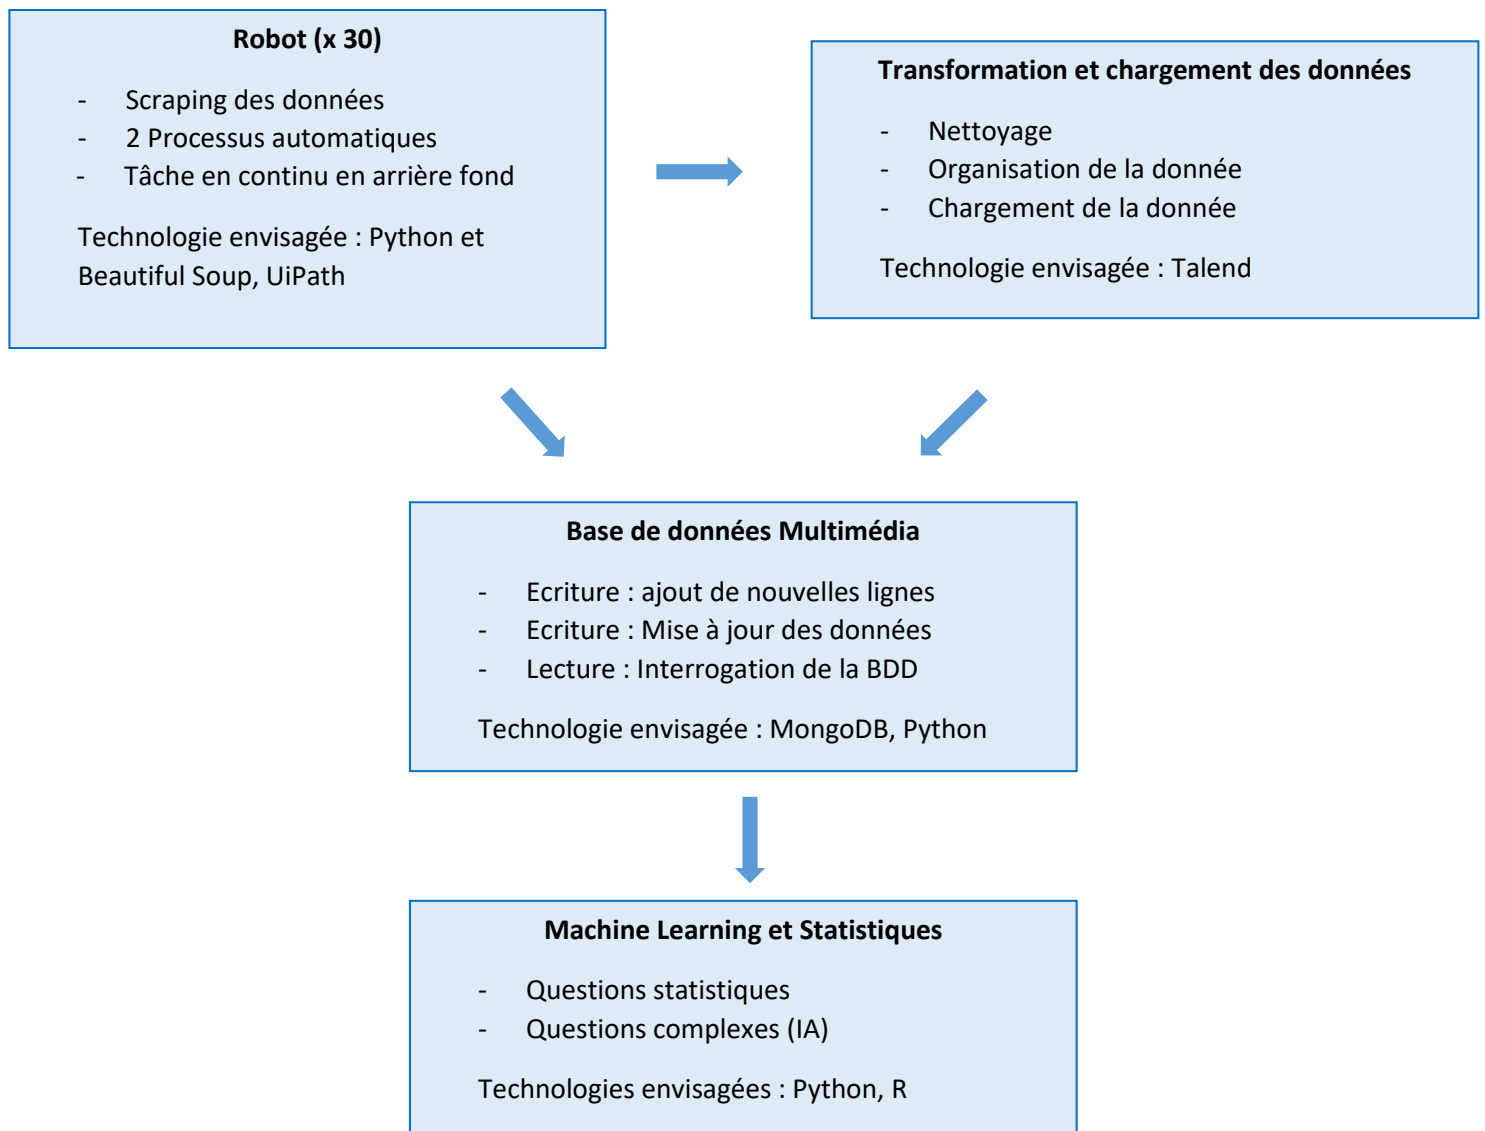 Robot (x 30)
- Scraping des données
- 2 Processus automatiques
- Tâche en continu en arrière fond
Technologie envisagée : Python et
Beautiful Soup, UiPath
Transformation et chargement des données
- Nettoyage
- Organisation de la donnée
- Chargement de la donnée
Technologie envisagée : Talend
Base de données Multimédia
- Ecriture : ajout de nouvelles lignes
- Ecriture : Mise à jour des données
- Lecture : Interrogation de la BDD
Technologie envisagée : MongoDB, Python
Machine Learning et Statistiques
- Questions statistiques
- Questions complexes (IA)
Technologies envisagées : Python, R